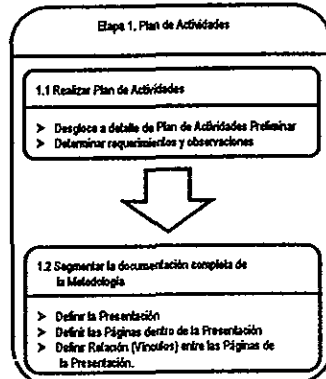 Etapa 1. Plan de Actividades
1.1 Realizar Plan de Actividades
➢ Desgloce a detalle de Plan de Actividades Preliminar
➢ Determinar requerimientos y observaciones
1.2 Segmentar la documentación completa de
la Metodología
➢ Definir la Presentación
➢ Definir las Páginas dentro de la Presentación
➢ Definir Relación (Vínculos) entre las Páginas de
la Presentación.